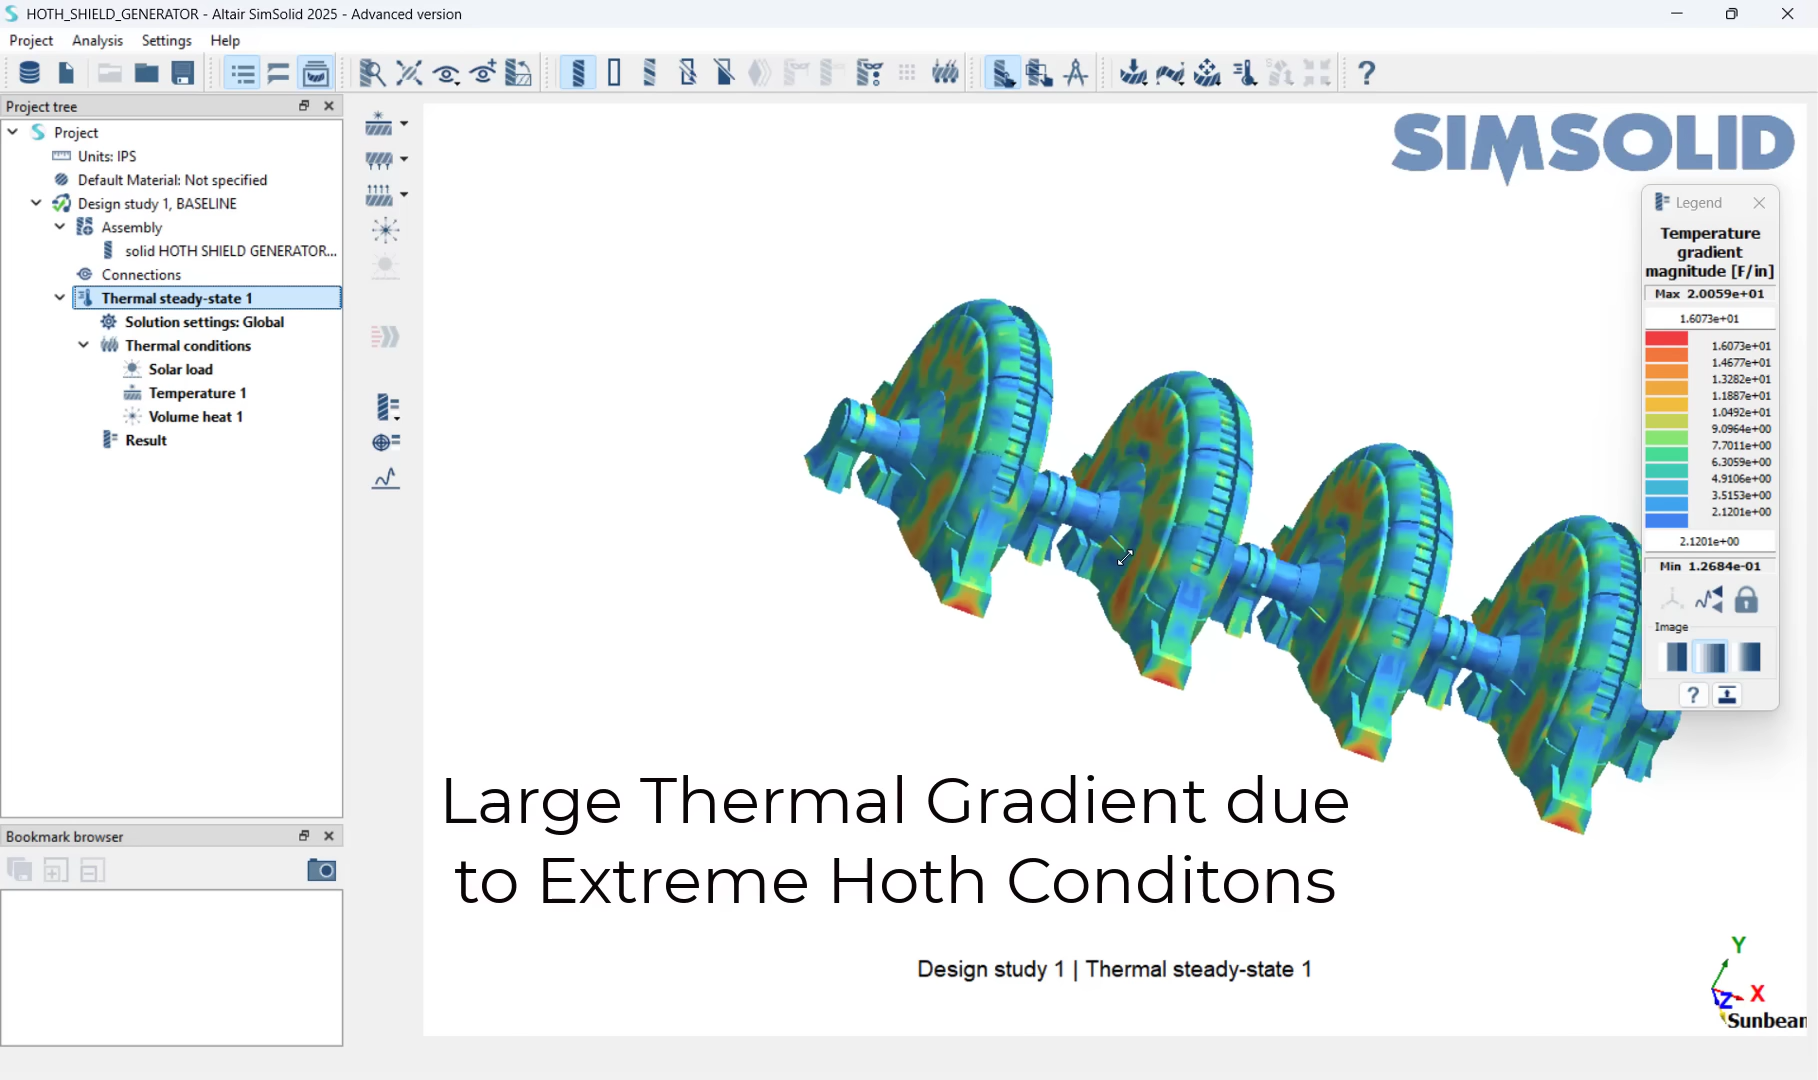 HOTH_SHIELD_GENERATOR - Altair SimSolid 2025 - Advanced version
Project Analysis Settings Help
Project tree
Project
Units: IPS
Default Material: Not specified
Design study 1, BASELINE
Assembly
solid HOTH SHIELD GENERATOR...
Connections
Thermal steady-state 1
Solution settings: Global
Thermal conditions
Solar load
Temperature 1
Volume heat 1
Result
Bookmark browser
SIMSOLID
Legend
Temperature
gradient
magnitude [F/in]
Max 2.0059e+01
1.6073e+01
1.6073e+01
1.4677e+01
1.3282e+01
1.1887e+01
1.0492e+01
9.0964e+00
7.7011e+00
6.3059e+00
4.9106e+00
3.5153e+00
2.1201e+00
2.1201e+00
Min 1.2684e-01
Image
?
Large Thermal Gradient due
to Extreme Hoth Conditons
Design study 1 | Thermal steady-state 1
Y
X
Z
Sunbeam